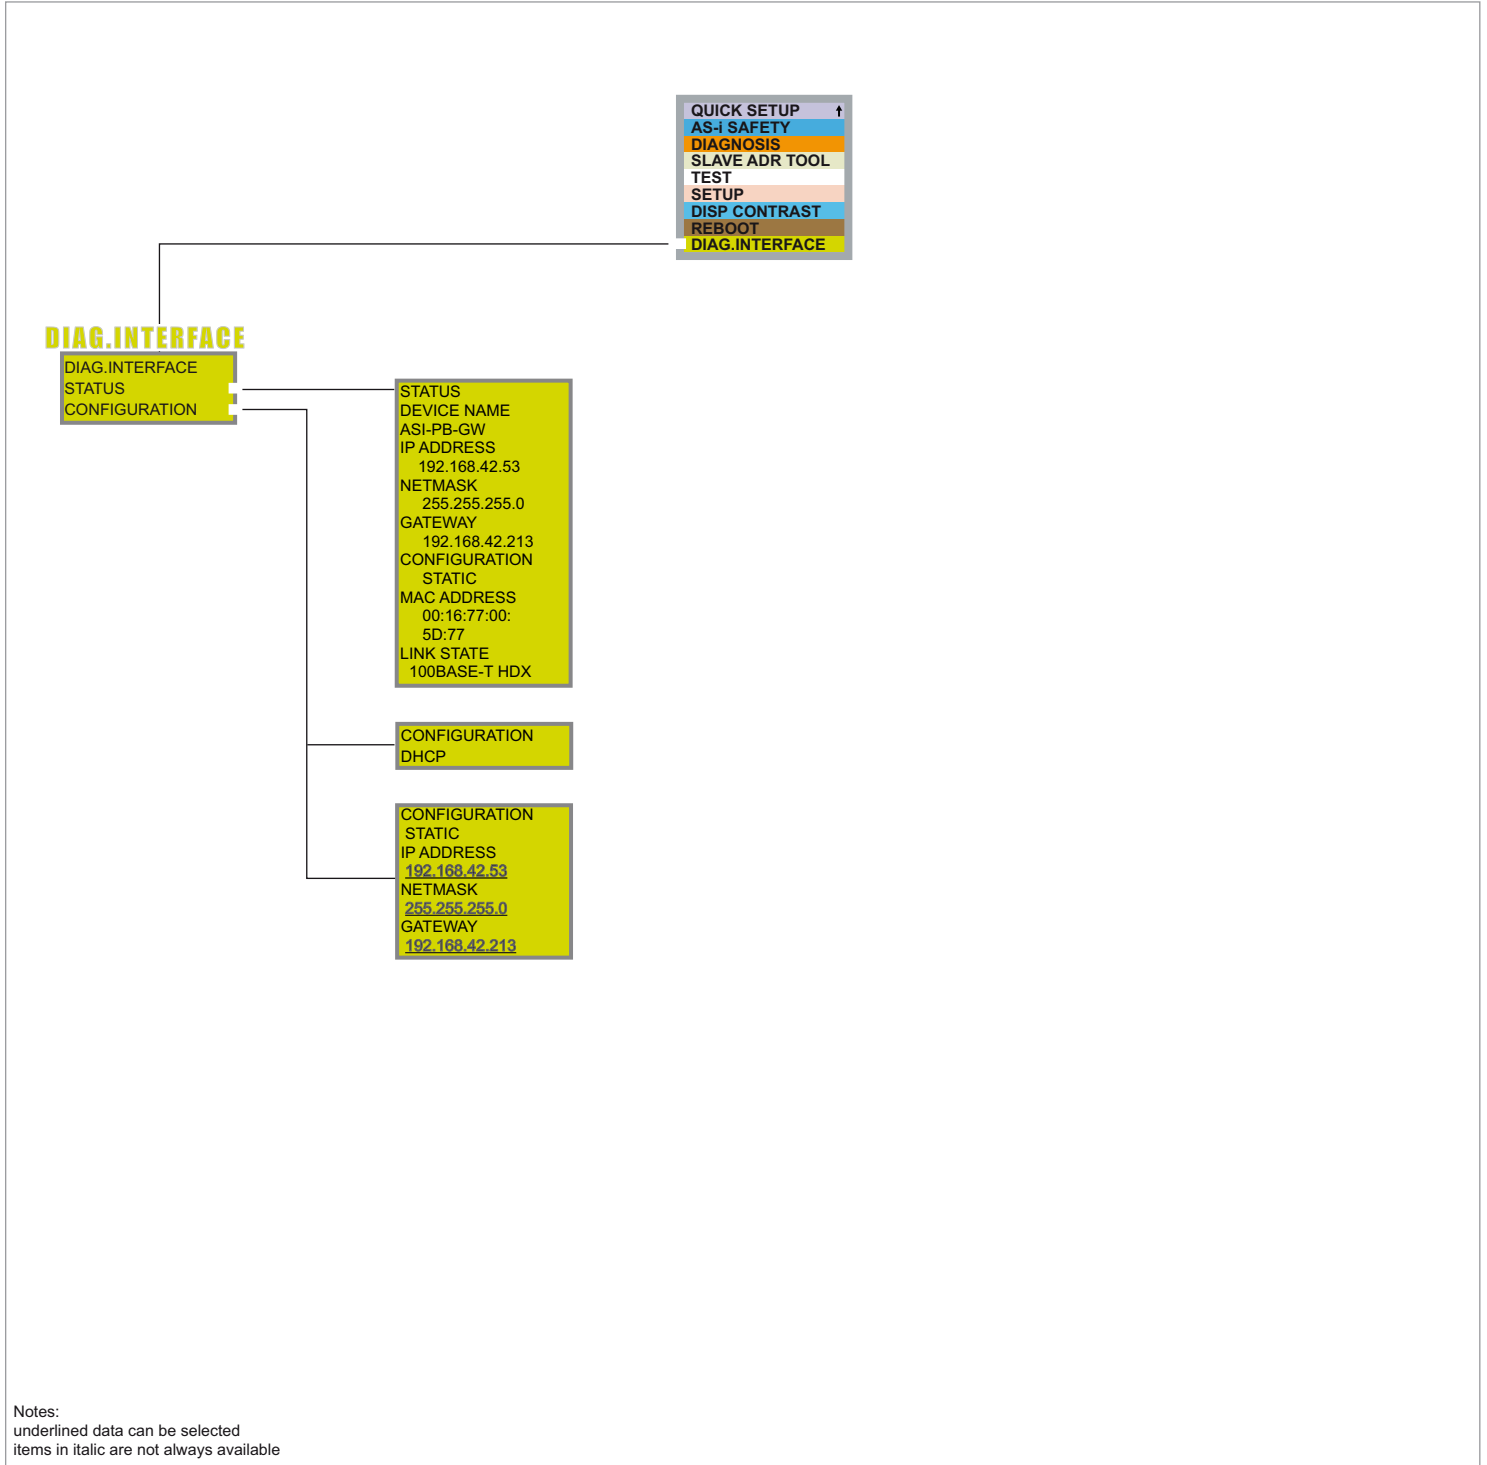 QUICK SETUP ↑
AS-i SAFETY
DIAGNOSIS
SLAVE ADR TOOL
TEST
SETUP
DISP CONTRAST
REBOOT
DIAG.INTERFACE
DIAG.INTERFACE
DIAG.INTERFACE
STATUS
CONFIGURATION
STATUS
DEVICE NAME
ASI-PB-GW
IP ADDRESS
192.168.42.53
NETMASK
255.255.255.0
GATEWAY
192.168.42.213
CONFIGURATION
STATIC
MAC ADDRESS
00:16:77:00:
5D:77
LINK STATE
100BASE-T HDX
CONFIGURATION
DHCP
CONFIGURATION
STATIC
IP ADDRESS
192.168.42.53
NETMASK
255.255.255.0
GATEWAY
192.168.42.213
Notes:
underlined data can be selected
items in italic are not always available